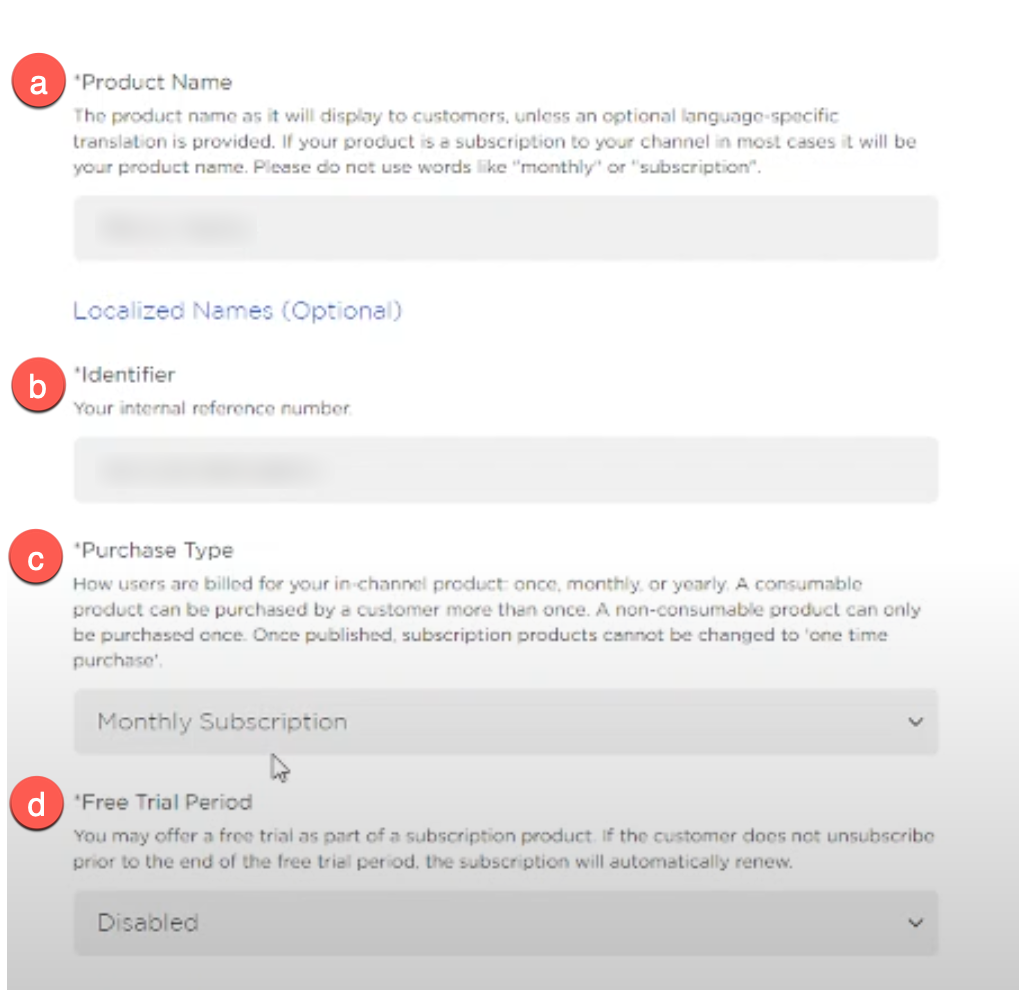 a
*Product Name
The product name as it will display to customers, unless an optional language-specific
translation is provided. If your product is a subscription to your channel in most cases it will be
your product name. Please do not use words like "monthly" or "subscription".
Localized Names (Optional)
b
*Identifier
Your internal reference number.
c
*Purchase Type
How users are billed for your in-channel product: once, monthly, or yearly. A consumable
product can be purchased by a customer more than once. A non-consumable product can only
be purchased once. Once published, subscription products cannot be changed to 'one time
purchase'.
Monthly Subscription
d
*Free Trial Period
You may offer a free trial as part of a subscription product. If the customer does not unsubscribe
prior to the end of the free trial period, the subscription will automatically renew.
Disabled